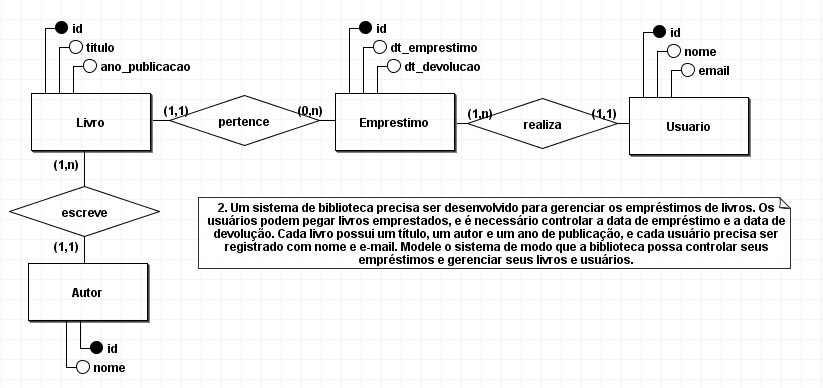 id
titulo
ano_publicacao
id
dt_emprestimo
dt_devolucao
id
nome
email
Livro
(1,1)
pertence
(0,n)
Emprestimo
(1,n)
realiza
(1,1)
Usuario
(1,n)
escreve
(1,1)
Autor
id
nome
2. Um sistema de biblioteca precisa ser desenvolvido para gerenciar os empréstimos de livros. Os
usuários podem pegar livros emprestados, e é necessário controlar a data de empréstimo e a data de
devolução. Cada livro possui um título, um autor e um ano de publicação, e cada usuário precisa ser
registrado com nome e e-mail. Modele o sistema de modo que a biblioteca possa controlar seus
empréstimos e gerenciar seus livros e usuários.